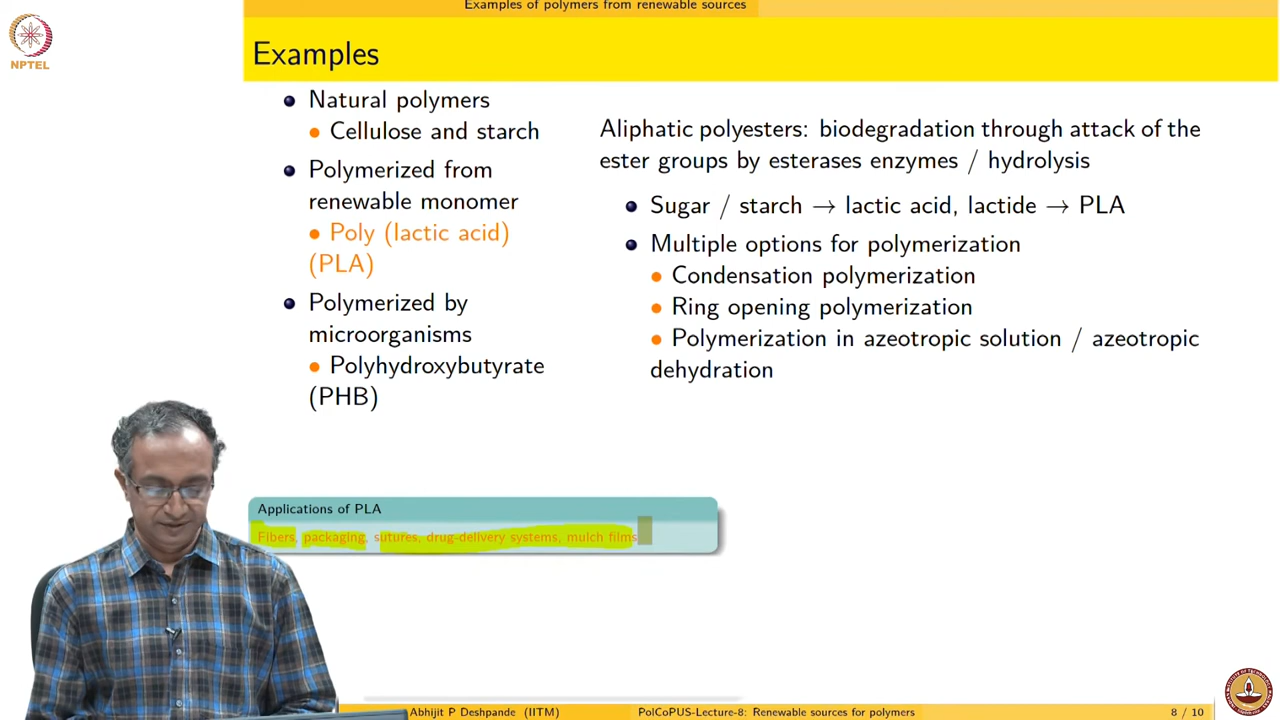 Examples of polymers from renewable sources
NPTEL
Examples
Natural polymers
Cellulose and starch
Polymerized from
renewable monomer
Poly (lactic acid)
(PLA)
Polymerized by
microorganisms
Polyhydroxybutyrate
(PHB)
Aliphatic polyesters: biodegradation through attack of the
ester groups by esterases enzymes / hydrolysis
Sugar / starch → lactic acid, lactide → PLA
Multiple options for polymerization
Condensation polymerization
Ring opening polymerization
Polymerization in azeotropic solution / azeotropic
dehydration
Applications of PLA
Fibers, packaging, sutures, drug-delivery systems, mulch films
Abhijit P Deshpande (IITM) PolCoPUS-Lecture-8: Renewable sources for polymers 8 / 10